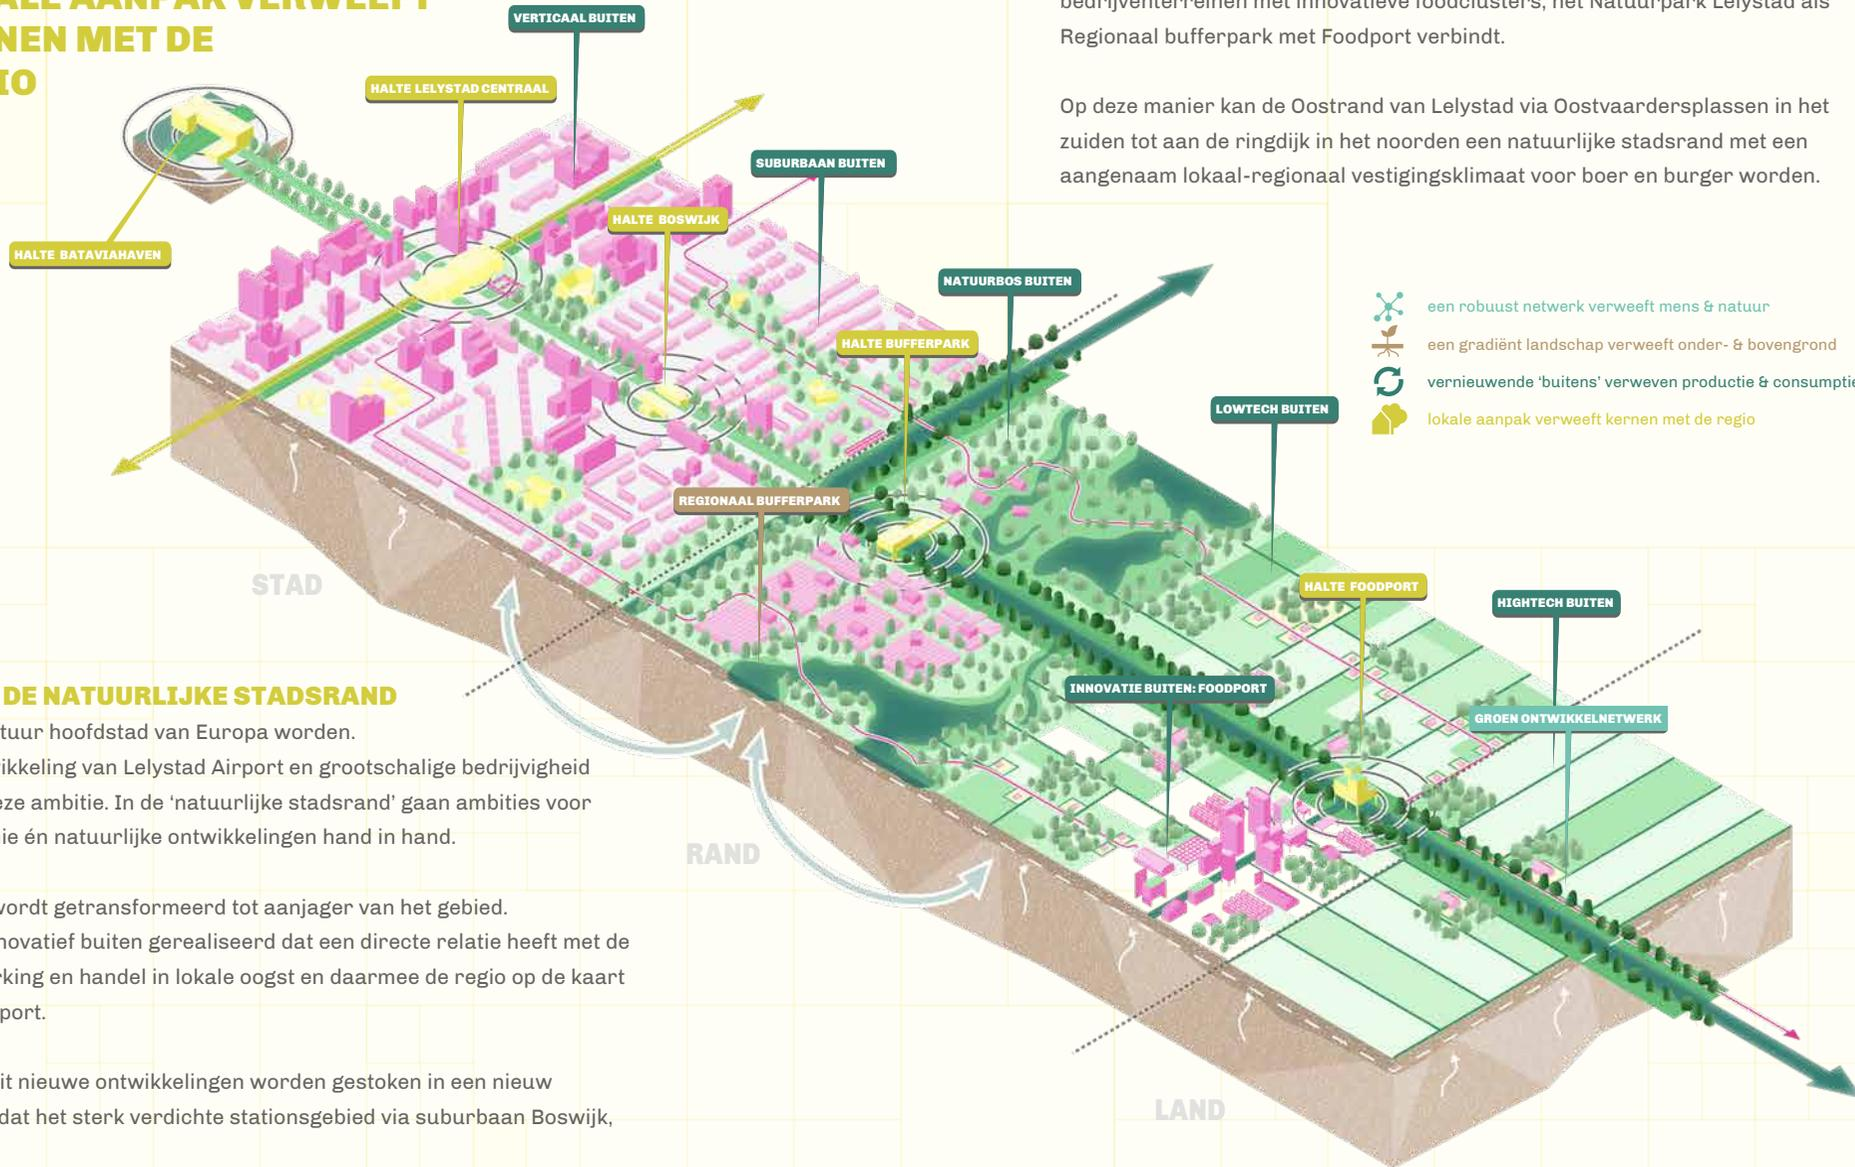 NEN MET DE
IO
bedrijventerreinen met innovatieve foodclusters, het Natuurpark Lelystad als
Regionaal bufferpark met Foodport verbindt.
Op deze manier kan de Oostrand van Lelystad via Oostvaardersplassen in het
zuiden tot aan de ringdijk in het noorden een natuurlijke stadsrand met een
aangenaam lokaal-regionaal vestigingsklimaat voor boer en burger worden.
VERTICAAL BUITEN
HALTE LELYSTAD CENTRAAL
SUBURBAAN BUITEN
HALTE BOSWIJK
HALTE BATAVIAHAVEN
NATUURBOS BUITEN
HALTE BUFFERPARK
LOWTECH BUITEN
REGIONAAL BUFFERPARK
HALTE FOODPORT
HIGHTECH BUITEN
INNOVATIE BUITEN: FOODPORT
GROEN ONTWIKKELNETWERK
een robuust netwerk verweeft mens & natuur
een gradiënt landschap verweeft onder- & bovengrond
vernieuwende ‘buitens’ verweven productie & consumptie
lokale aanpak verweeft kernen met de regio
STAD
RAND
LAND
DE NATUURLIJKE STADSRAND
tuur hoofdstad van Europa worden.
ikkeling van Lelystad Airport en grootschalige bedrijvigheid
eze ambitie. In de ‘natuurlijke stadsrand’ gaan ambities voor
ie én natuurlijke ontwikkelingen hand in hand.
wordt getransformeerd tot aanjager van het gebied.
novatief buiten gerealiseerd dat een directe relatie heeft met de
rking en handel in lokale oogst en daarmee de regio op de kaart
port.
it nieuwe ontwikkelingen worden gestoken in een nieuw
dat het sterk verdichte stationsgebied via suburbaan Boswijk,